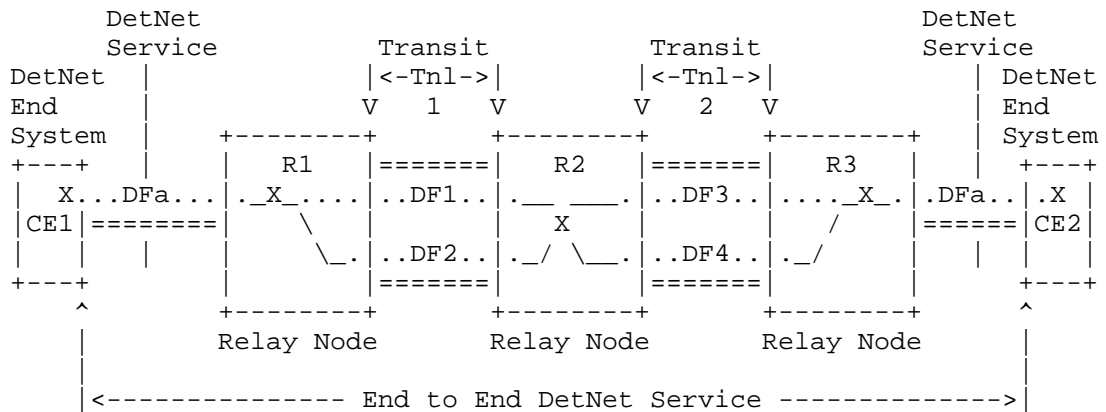 DetNet                                             DetNet
         Service         Transit          Transit          Service
DetNet     |            |<-Tnl->|        |<-Tnl->|            | DetNet
End        |            V   1   V        V   2   V            | End
System     |   +--------+       +--------+       +--------+   | System
+---+      |   |   R1   |=======|   R2   |=======|   R3   |   |  +---+
|  X...DFa...|._X_....|..DF1..|.__ ___.|..DF3..|...._X_.|.DFa..|.X |
|CE1|========|    \   |       |   X    |       |   /    |======|CE2|
|   |   |    |     \_.|..DF2..|._/ \__.|..DF4..|._/     |   |  |   |
+---+        |        |=======|        |=======|        |      +---+
    ^        +--------+       +--------+       +--------+      ^
    |        Relay Node       Relay Node       Relay Node      |
    |                                                          |
    |<--------------- End to End DetNet Service -------------->|